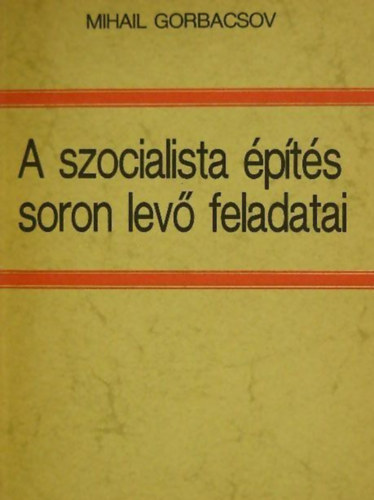 MIHAIL GORBACSOV
A szocialista építés
soron levő feladatai